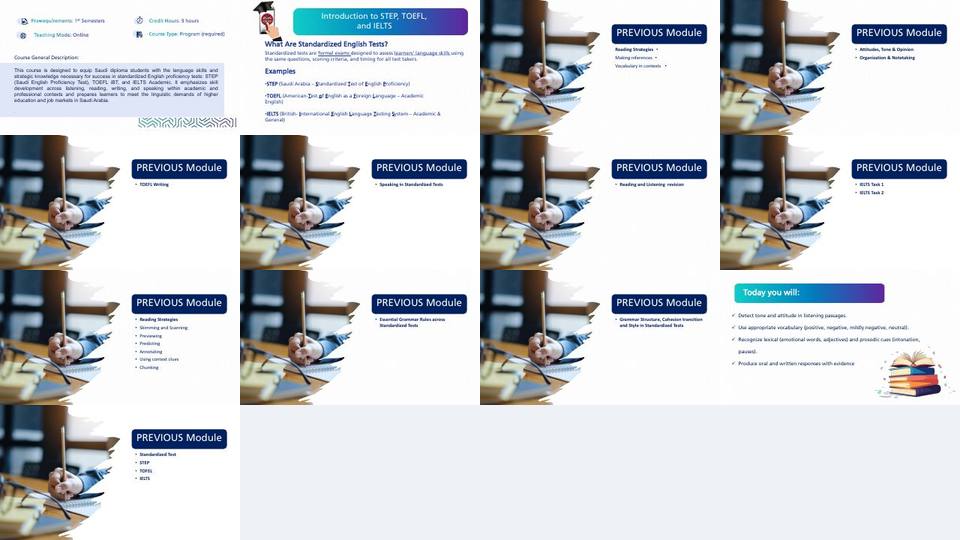 Prerequirements: 1st Semesters
Credit Hours: 5 hours
Teaching Mode: Online
Course Type: Program (required)
Course General Description:
This course is designed to equip Saudi diploma students with the language skills and
strategic knowledge necessary for success in standardized English proficiency tests: STEP
(Saudi English Proficiency Test), TOEFL iBT, and IELTS Academic. It emphasizes skill
development across listening, reading, writing, and speaking within academic and
professional contexts and prepares learners to meet the linguistic demands of higher
education and job markets in Saudi Arabia.
Introduction to STEP, TOEFL,
and IELTS
What Are Standardized English Tests?
Standardized tests are formal exams designed to assess learners' language skills using
the same questions, scoring criteria, and timing for all test takers.
Examples
•STEP (Saudi Arabia – Standardized Test of English Proficiency)
•TOEFL (American-Test of English as a Foreign Language – Academic
English)
•IELTS (British- International English Language Testing System – Academic &
General)
PREVIOUS Module
Reading Strategies •
Making references •
Vocabulary in contexts •
PREVIOUS Module
• Attitudes, Tone & Opinion
• Organization & Notetaking
PREVIOUS Module
• TOEFL Writing
PREVIOUS Module
• Speaking in Standardized Tests
PREVIOUS Module
• Reading and Listening revision
PREVIOUS Module
• IELTS Task 1
• IELTS Task 2
PREVIOUS Module
• Reading Strategies
• Skimming and Scanning
• Previewing
• Predicting
• Annotating
• Using context clues
• Chunking
PREVIOUS Module
• Essential Grammar Rules across
Standardized Tests
PREVIOUS Module
• Grammar Structure, Cohesion transition
and Style in Standardized Tests
Today you will:
✓ Detect tone and attitude in listening passages.
✓ Use appropriate vocabulary (positive, negative, mildly negative, neutral).
✓ Recognize lexical (emotional words, adjectives) and prosodic cues (intonation,
pauses).
✓ Produce oral and written responses with evidence
PREVIOUS Module
• Standardized Test
• STEP
• TOEFL
• IELTS